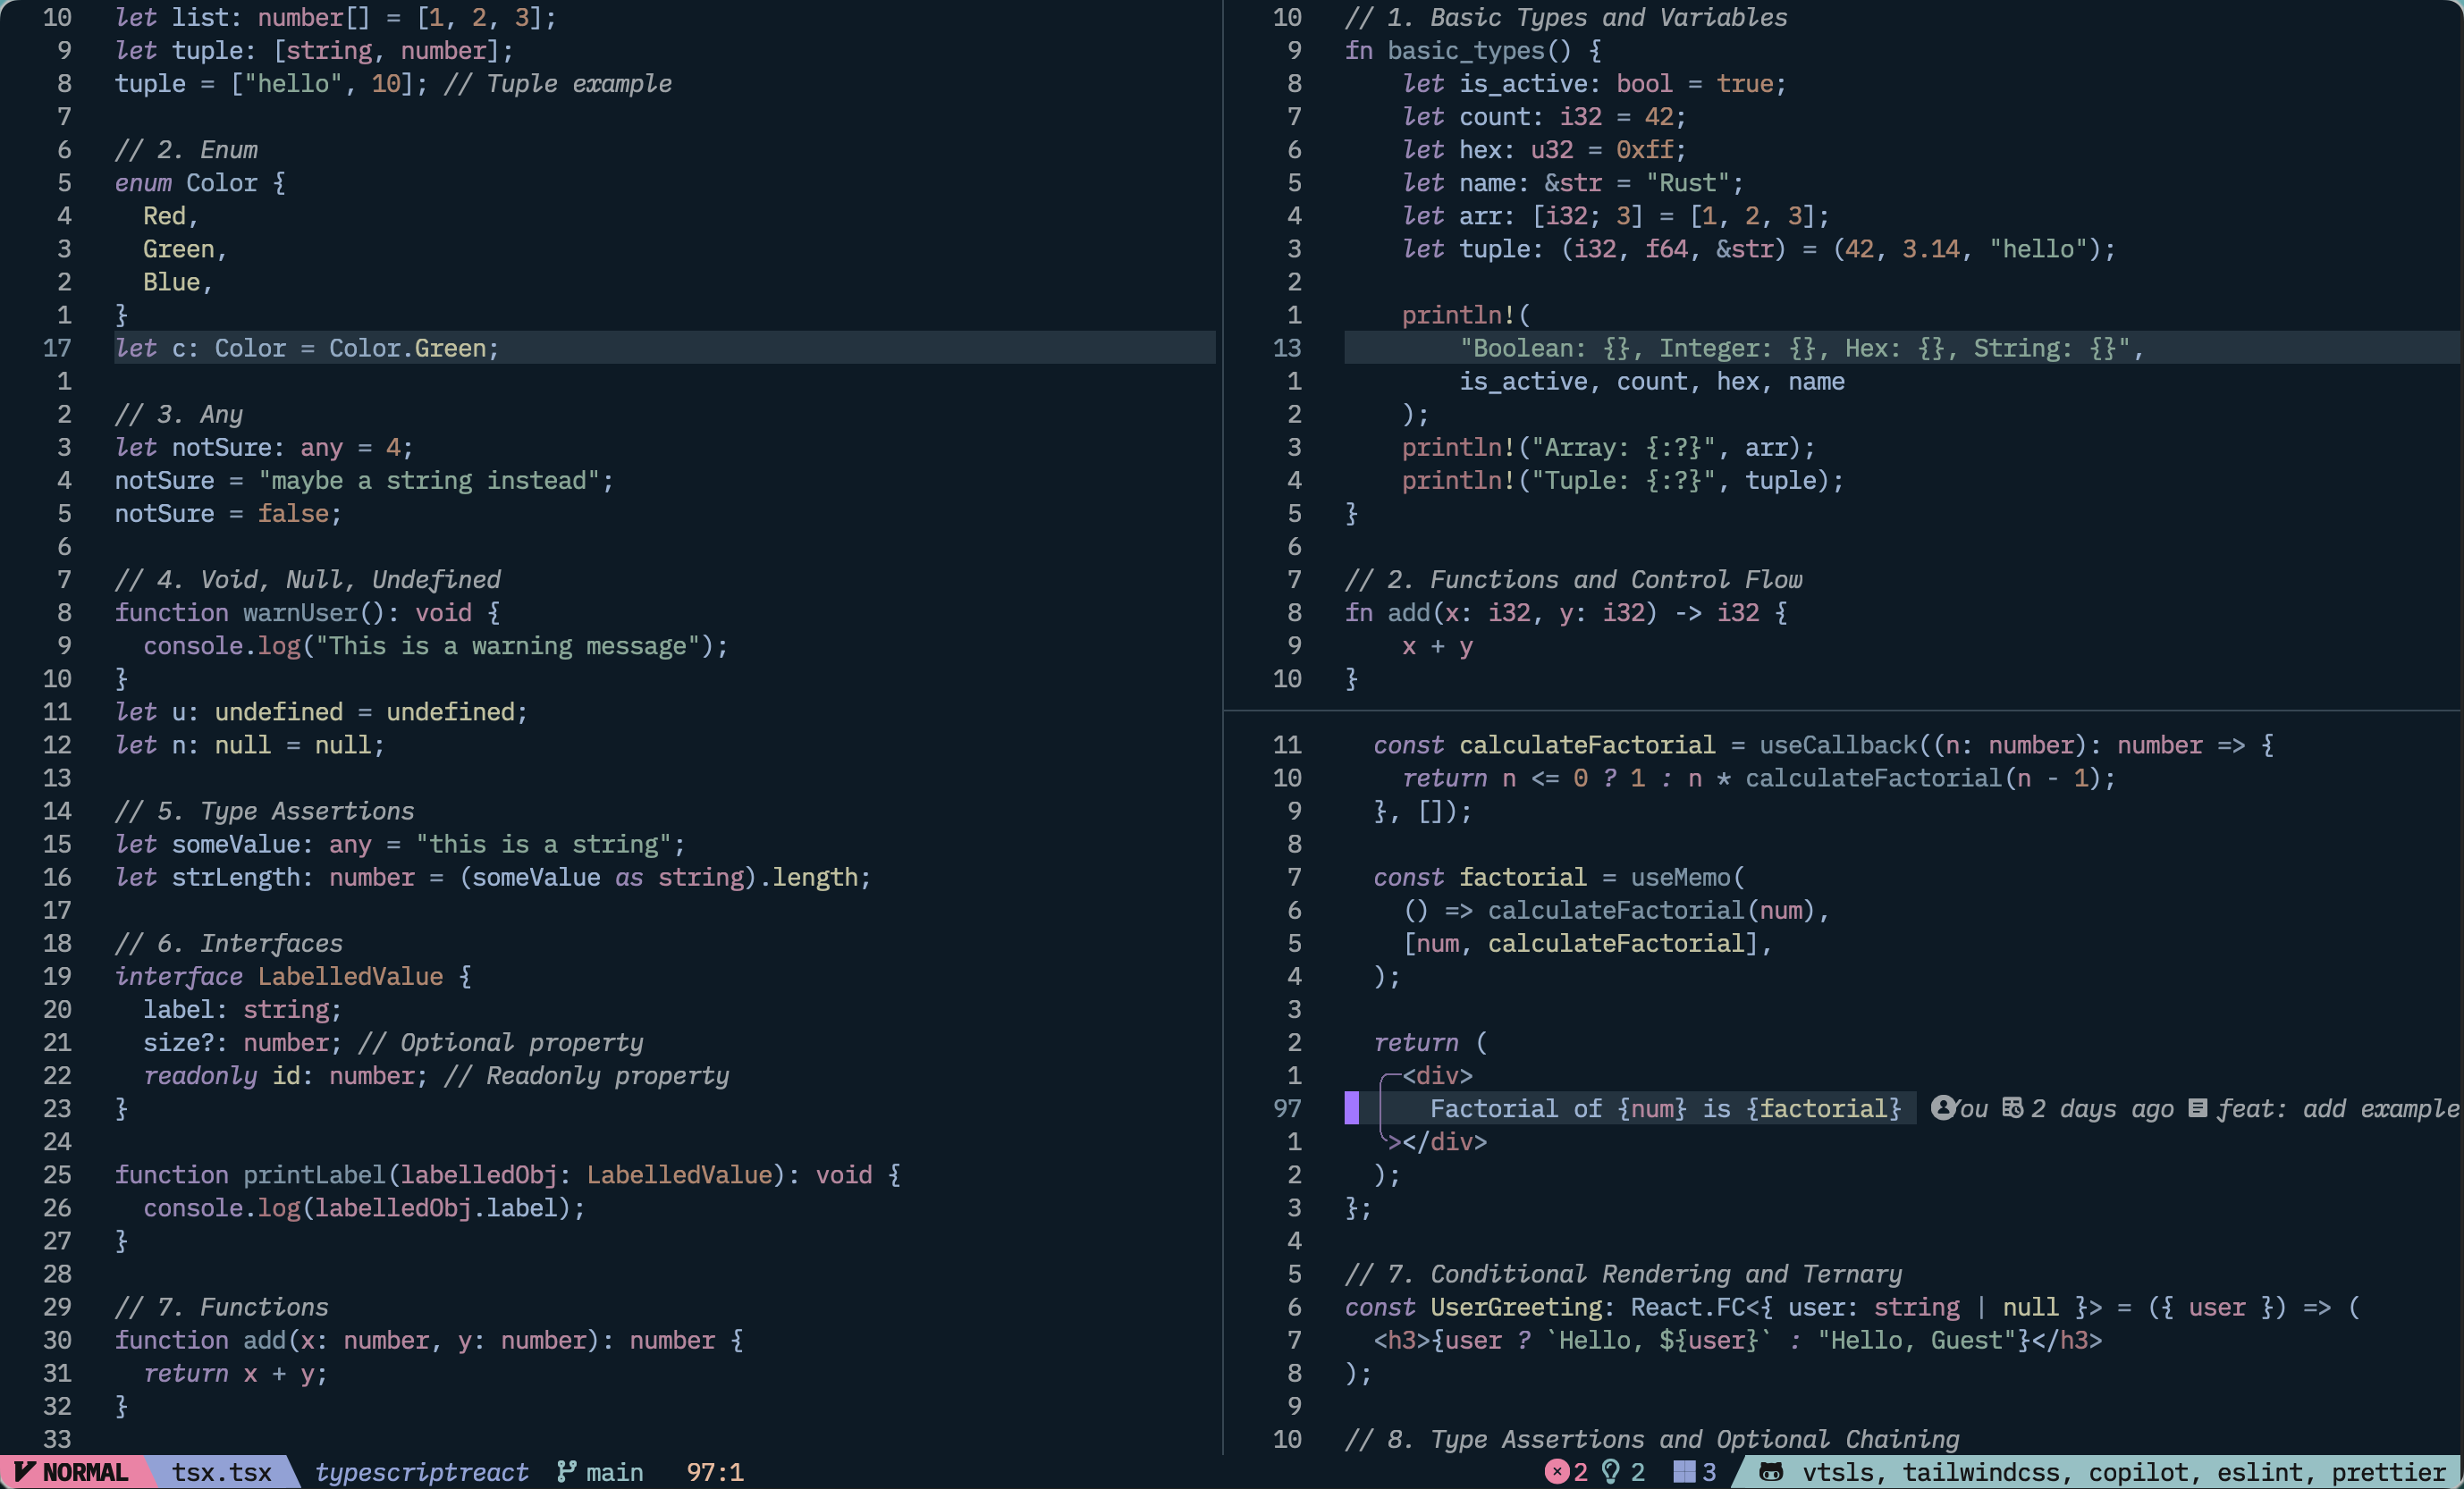 10 let list: number[] = [1, 2, 3];
9 let tuple: [string, number];
8 tuple = ["hello", 10]; // Tuple example
7
6 // 2. Enum
5 enum Color {
4   Red,
3   Green,
2   Blue,
1 }
17 let c: Color = Color.Green;
1
2 // 3. Any
3 let notSure: any = 4;
4 notSure = "maybe a string instead";
5 notSure = false;
6
7 // 4. Void, Null, Undefined
8 function warnUser(): void {
9   console.log("This is a warning message");
10 }
11 let u: undefined = undefined;
12 let n: null = null;
13
14 // 5. Type Assertions
15 let someValue: any = "this is a string";
16 let strLength: number = (someValue as string).length;
17
18 // 6. Interfaces
19 interface LabelledValue {
20   label: string;
21   size?: number; // Optional property
22   readonly id: number; // Readonly property
23 }
24
25 function printLabel(labelledObj: LabelledValue): void {
26   console.log(labelledObj.label);
27 }
28
29 // 7. Functions
30 function add(x: number, y: number): number {
31   return x + y;
32 }
33
10 // 1. Basic Types and Variables
9 fn basic_types() {
8     let is_active: bool = true;
7     let count: i32 = 42;
6     let hex: u32 = 0xff;
5     let name: &str = "Rust";
4     let arr: [i32; 3] = [1, 2, 3];
3     let tuple: (i32, f64, &str) = (42, 3.14, "hello");
2
1     println!(
13         "Boolean: {}, Integer: {}, Hex: {}, String: {}",
1         is_active, count, hex, name
2     );
3     println!("Array: {:?}", arr);
4     println!("Tuple: {:?}", tuple);
5 }
6
7 // 2. Functions and Control Flow
8 fn add(x: i32, y: i32) -> i32 {
9     x + y
10 }
11   const calculateFactorial = useCallback((n: number): number => {
10     return n <= 0 ? 1 : n * calculateFactorial(n - 1);
9   }, []);
8
7   const factorial = useMemo(
6     () => calculateFactorial(num),
5     [num, calculateFactorial],
4   );
3
2   return (
1     <div>
97       Factorial of {num} is {factorial} You 2 days ago feat: add example
1     ></div>
2   );
3 };
4
5 // 7. Conditional Rendering and Ternary
6 const UserGreeting: React.FC<{ user: string | null }> = ({ user }) => (
7   <h3>{user ? `Hello, ${user}` : "Hello, Guest"}</h3>
8 );
9
10 // 8. Type Assertions and Optional Chaining
NORMAL tsx.tsx typescriptreact main 97:1 2 2 3 vtsls, tailwindcss, copilot, eslint, prettier